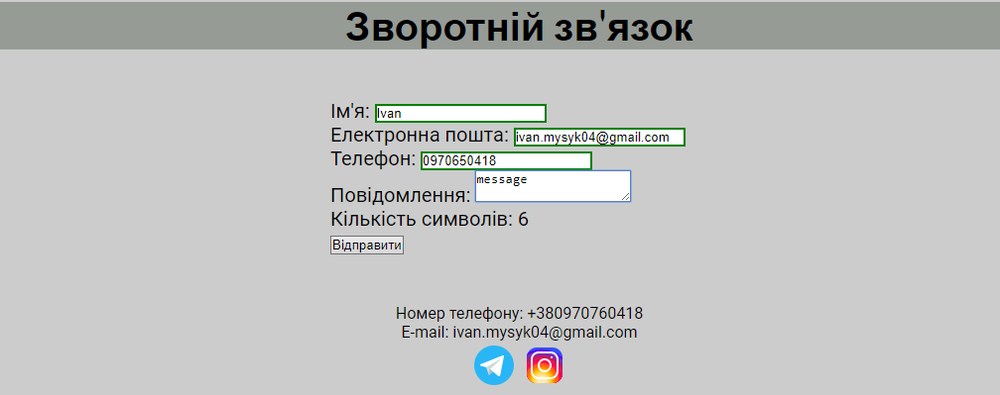 Зворотній зв'язок
Ім'я: Ivan
Електронна пошта: ivan.mysyk04@gmail.com
Телефон: 0970650418
Повідомлення: message
Кількість символів: 6
Відправити
Номер телефону: +380970760418
E-mail: ivan.mysyk04@gmail.com